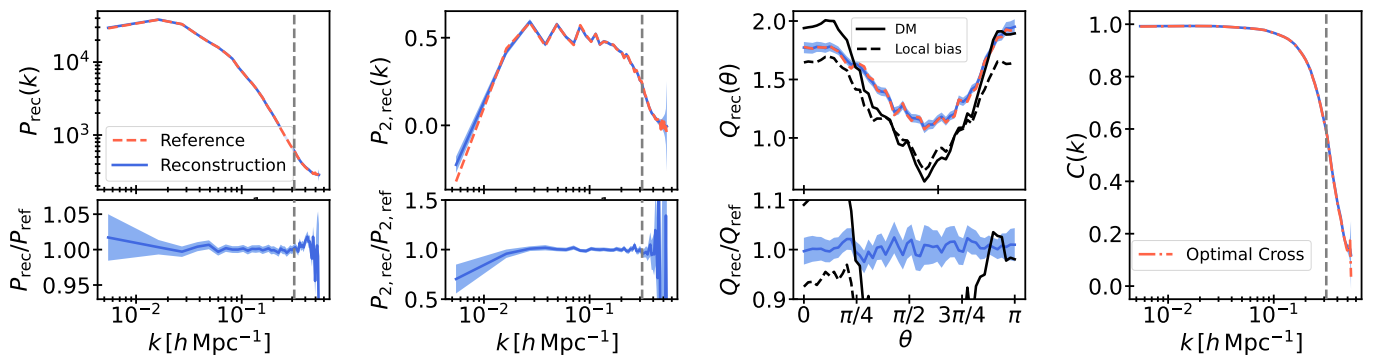 10^4
10^3
P_rec(k)
Reference
Reconstruction
1.05
1.00
0.95
P_rec/P_ref
10^-2
10^-1
k [h Mpc^-1]
0.5
0.0
P_2,rec(k)
1.5
1.0
0.5
P_2,rec/P_2,ref
10^-2
10^-1
k [h Mpc^-1]
2.0
1.5
1.0
Q_rec(θ)
DM
Local bias
1.1
1.0
0.9
Q_rec/Q_ref
0
π/4
π/2
3π/4
π
θ
1.0
0.8
0.6
0.4
0.2
0.0
C(k)
Optimal Cross
10^-2
10^-1
k [h Mpc^-1]